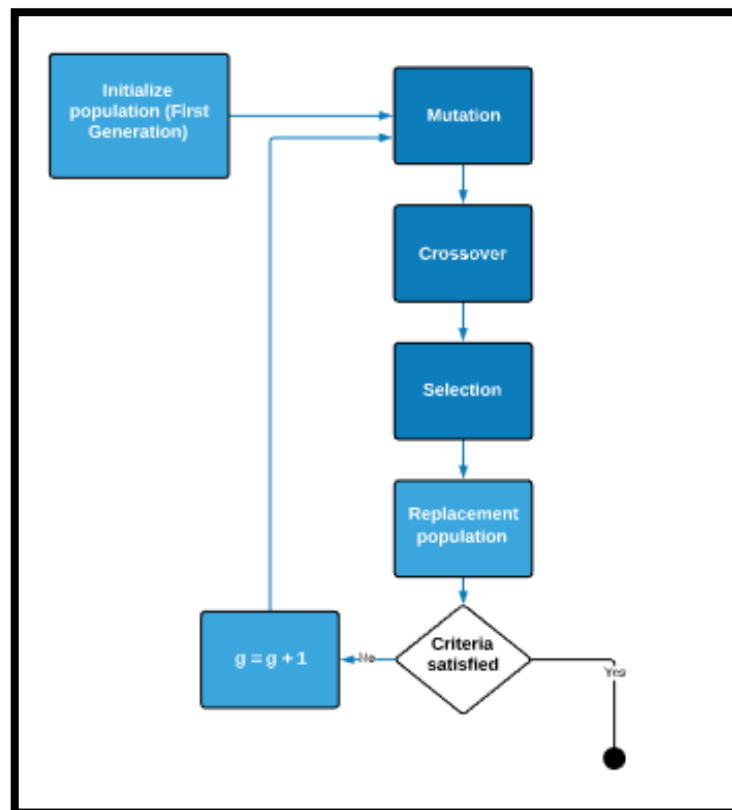 Initialize
population (First
Generation)
Mutation
Crossover
Selection
Replacement
population
Criteria
satisfied
g = g + 1
No
Yes